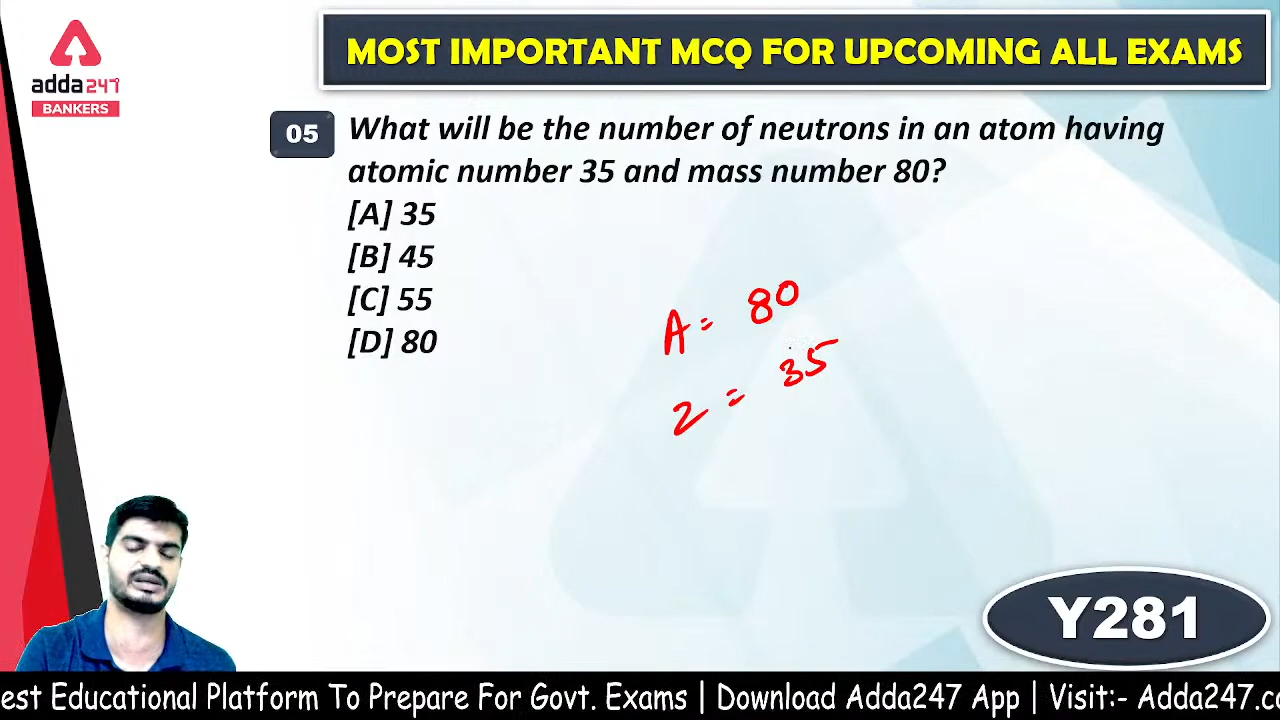 MOST IMPORTANT MCQ FOR UPCOMING ALL EXAMS
adda247
BANKERS
05
What will be the number of neutrons in an atom having
atomic number 35 and mass number 80?
[A] 35
[B] 45
[C] 55
[D] 80
A = 80
Z = 35
Y281
est Educational Platform To Prepare For Govt. Exams | Download Adda247 App | Visit:- Adda247.co